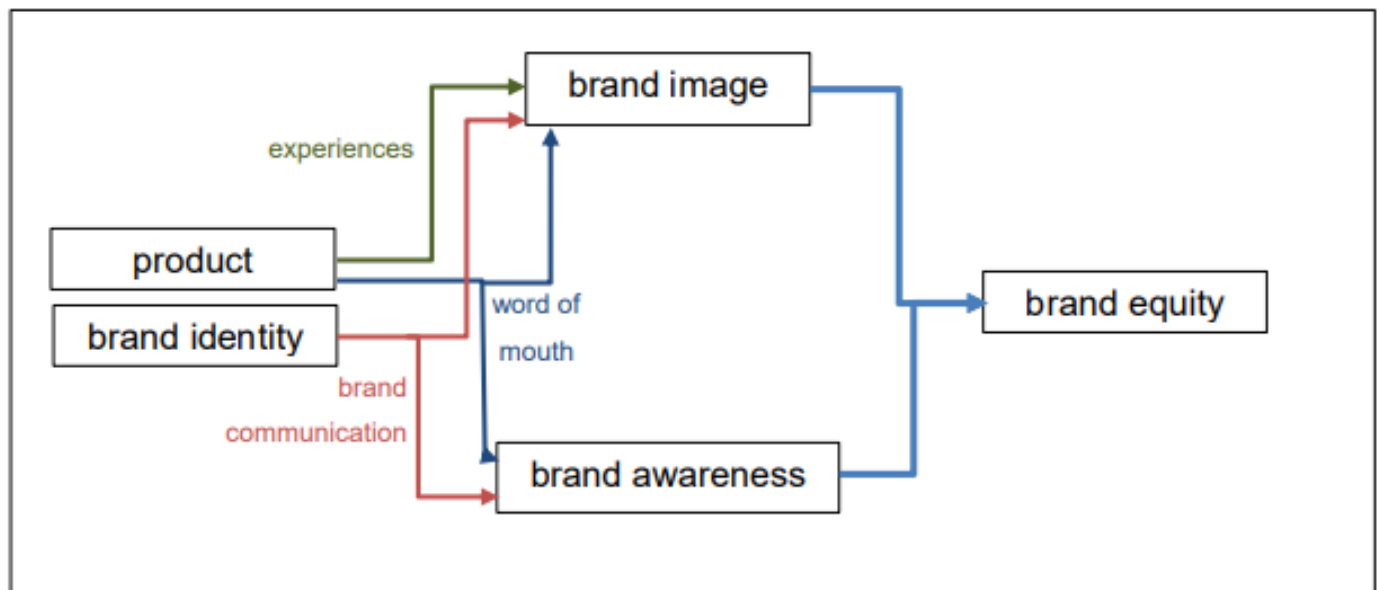 brand image
experiences
product
word of
mouth
brand equity
brand identity
brand
communication
brand awareness